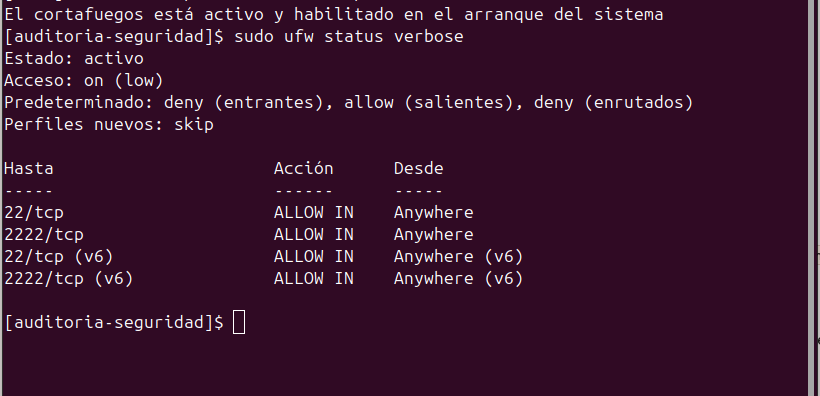 El cortafuegos está activo y habilitado en el arranque del sistema
[auditoria-seguridad]$ sudo ufw status verbose
Estado: activo
Acceso: on (low)
Predeterminado: deny (entrantes), allow (salientes), deny (enrutados)
Perfiles nuevos: skip

Hasta                      Acción      Desde
-----                      ------      -----
22/tcp                     ALLOW IN    Anywhere
2222/tcp                   ALLOW IN    Anywhere
22/tcp (v6)                ALLOW IN    Anywhere (v6)
2222/tcp (v6)              ALLOW IN    Anywhere (v6)

[auditoria-seguridad]$